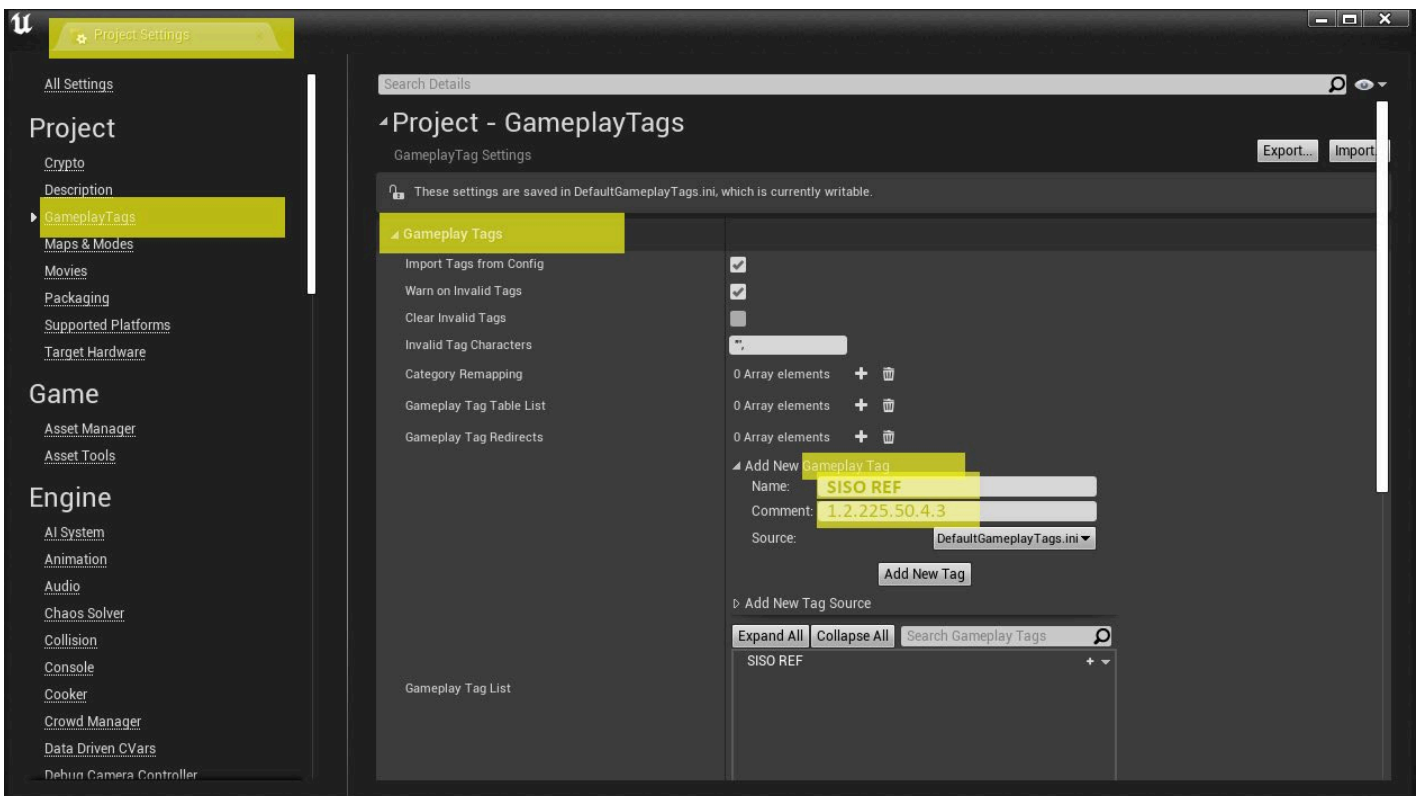 Project Settings
All Settings
Project
Crypto
Description
GameplayTags
Maps & Modes
Movies
Packaging
Supported Platforms
Target Hardware
Game
Asset Manager
Asset Tools
Engine
AI System
Animation
Audio
Chaos Solver
Collision
Console
Cooker
Crowd Manager
Data Driven CVars
Debug Camera Controller
Search Details
Project - GameplayTags
GameplayTag Settings
Export... Import...
These settings are saved in DefaultGameplayTags.ini, which is currently writable.
Gameplay Tags
Import Tags from Config
Warn on Invalid Tags
Clear Invalid Tags
Invalid Tag Characters "',
Category Remapping 0 Array elements
Gameplay Tag Table List 0 Array elements
Gameplay Tag Redirects 0 Array elements
Add New Gameplay Tag
Name: SISO REF
Comment: 1.2.225.50.4.3
Source: DefaultGameplayTags.ini
Add New Tag
Add New Tag Source
Expand All Collapse All Search Gameplay Tags
SISO REF
Gameplay Tag List